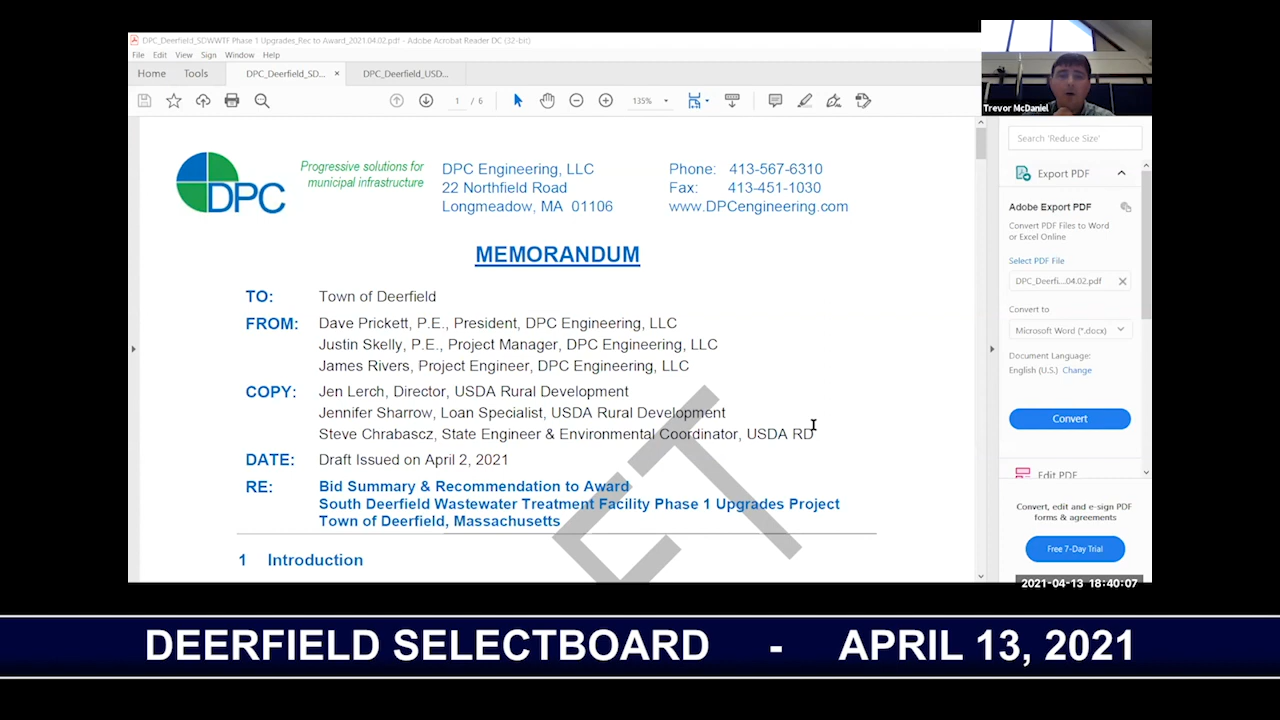 DPC_Deerfield_SDWWTF Phase 1 Upgrades_Rec to Award_2021.04.02.pdf - Adobe Acrobat Reader DC (32-bit)
File Edit View Sign Window Help
Home Tools DPC_Deerfield_SD... × DPC_Deerfield_USD...
1 / 6 135%
Trevor McDaniel
Search 'Reduce Size'
Export PDF
Adobe Export PDF
Convert PDF Files to Word
or Excel Online
Select PDF File
DPC_Deerfi....04.02.pdf
Convert to
Microsoft Word (*.docx)
Document Language:
English (U.S.) Change
Convert
Edit PDF
Convert, edit and e-sign PDF
forms & agreements
Free 7-Day Trial
DPC
Progressive solutions for
municipal infrastructure
DPC Engineering, LLC
22 Northfield Road
Longmeadow, MA 01106
Phone: 413-567-6310
Fax: 413-451-1030
www.DPCengineering.com
MEMORANDUM
TO: Town of Deerfield
FROM: Dave Prickett, P.E., President, DPC Engineering, LLC
Justin Skelly, P.E., Project Manager, DPC Engineering, LLC
James Rivers, Project Engineer, DPC Engineering, LLC
COPY: Jen Lerch, Director, USDA Rural Development
Jennifer Sharrow, Loan Specialist, USDA Rural Development
Steve Chrabascz, State Engineer & Environmental Coordinator, USDA RD
DATE: Draft Issued on April 2, 2021
RE: Bid Summary & Recommendation to Award
South Deerfield Wastewater Treatment Facility Phase 1 Upgrades Project
Town of Deerfield, Massachusetts
1 Introduction
2021-04-13 18:40:07
DEERFIELD SELECTBOARD - APRIL 13, 2021